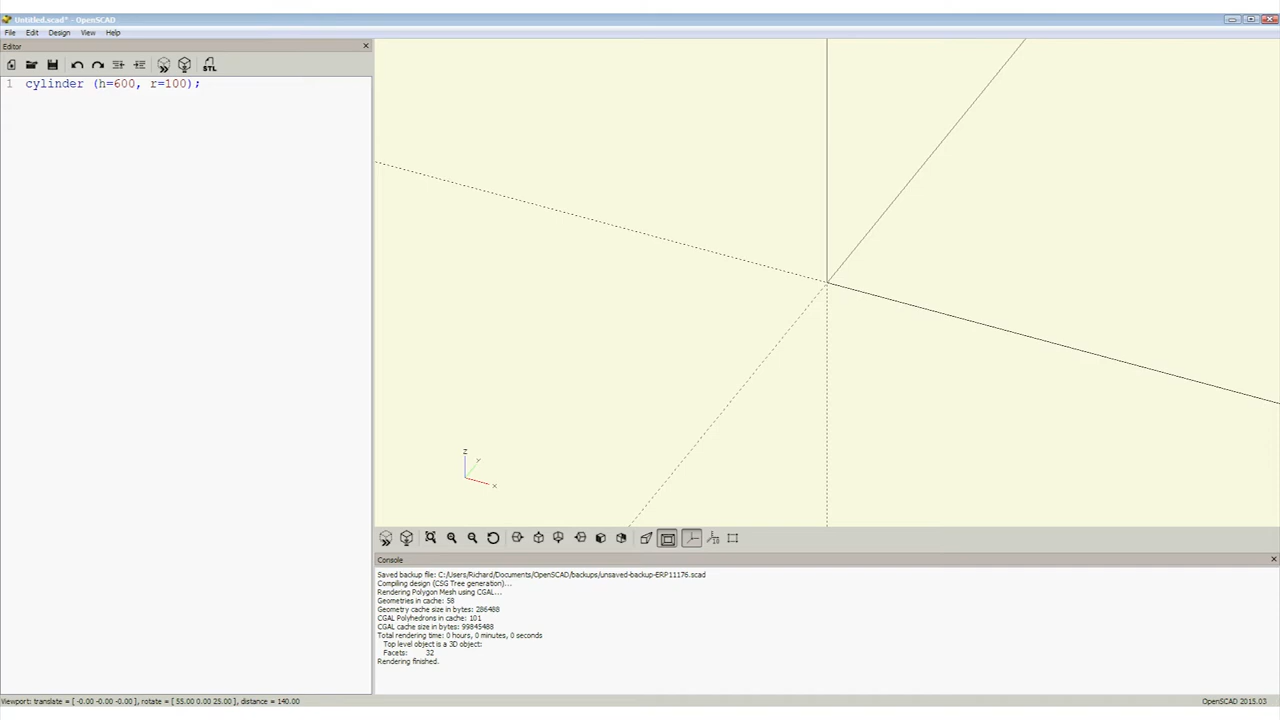 Untitled.scad* - OpenSCAD
File Edit Design View Help
Editor
STL
1 cylinder (h=600, r=100);
z
y
x
10
Console
Saved backup file: C:/Users/Richard/Documents/OpenSCAD/backups/unsaved-backup-ERP11176.scad
Compiling design (CSG Tree generation)...
Rendering Polygon Mesh using CGAL...
Geometries in cache: 58
Geometry cache size in bytes: 286488
CGAL Polyhedrons in cache: 101
CGAL cache size in bytes: 99845488
Total rendering time: 0 hours, 0 minutes, 0 seconds
Top level object is a 3D object:
Facets: 32
Rendering finished.
Viewport: translate = [ -0.00 -0.00 -0.00 ], rotate = [ 55.00 0.00 25.00 ], distance = 140.00
OpenSCAD 2015.03